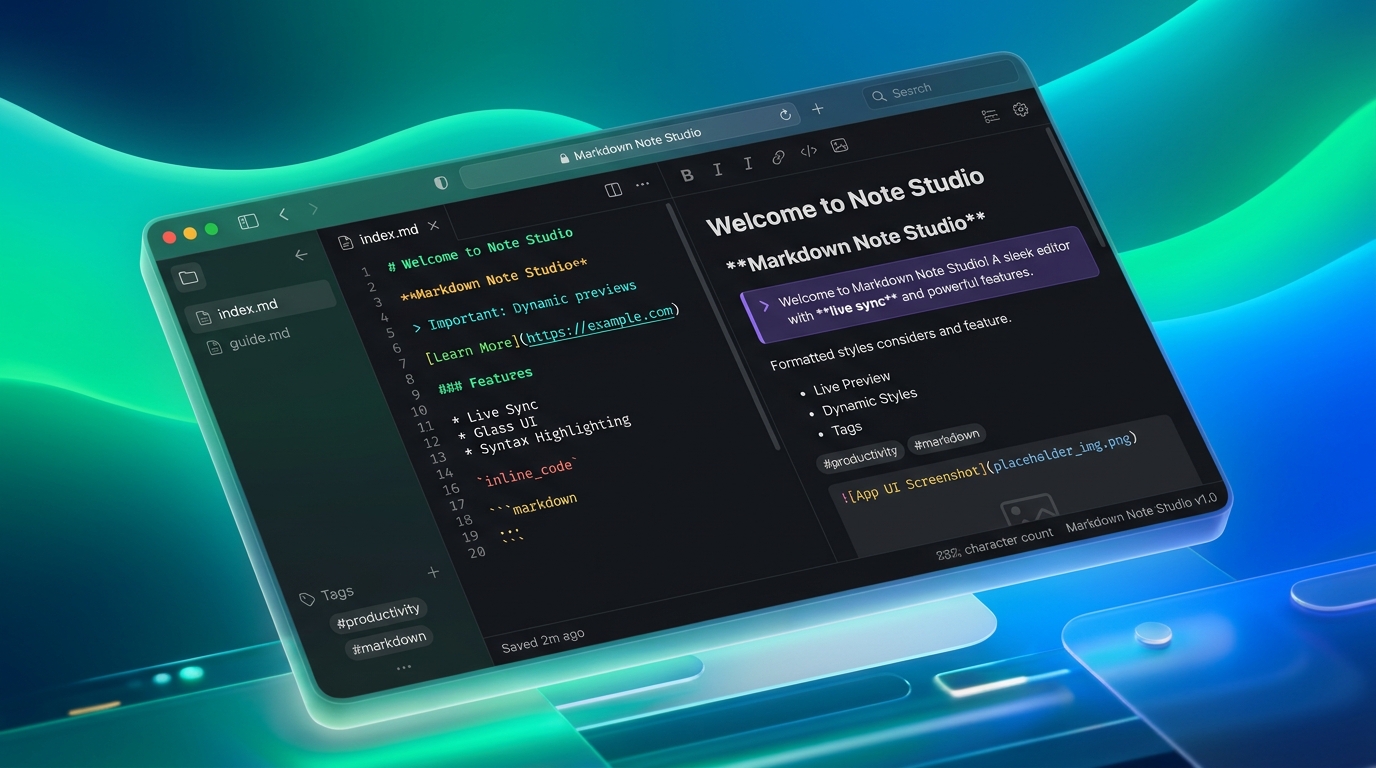 Markdown Note Studio
Search
index.md
guide.md
Tags
#productivity
#markdown
index.md
1
2
3
4
5
6
7
8
9
10
11
12
13
14
16
17
18
19
20
# Welcome to Note Studio
**Markdown Note Studio**
> Important: Dynamic previews
[Learn More](https://example.com)
### Features
* Live Sync
* Glass UI
* Syntax Highlighting
`inline_code`
```markdown
...
```
Saved 2m ago
B I I </>
Welcome to Note Studio
**Markdown Note Studio**
Welcome to Markdown Note Studio! A sleek editor
with **live sync** and powerful features.
Formatted styles considers and feature.
• Live Preview
• Dynamic Styles
• Tags
#productivity #markdown
![App UI Screenshot](placeholder_img.png)
character count Markdown Note Studio v1.0